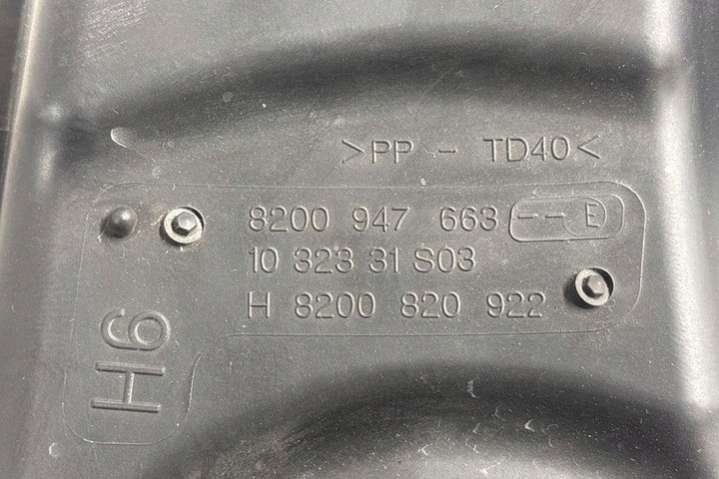 >PP - TD40<
8200 947 663 -- E
10 323 31 S03
H 8200 820 922
H6